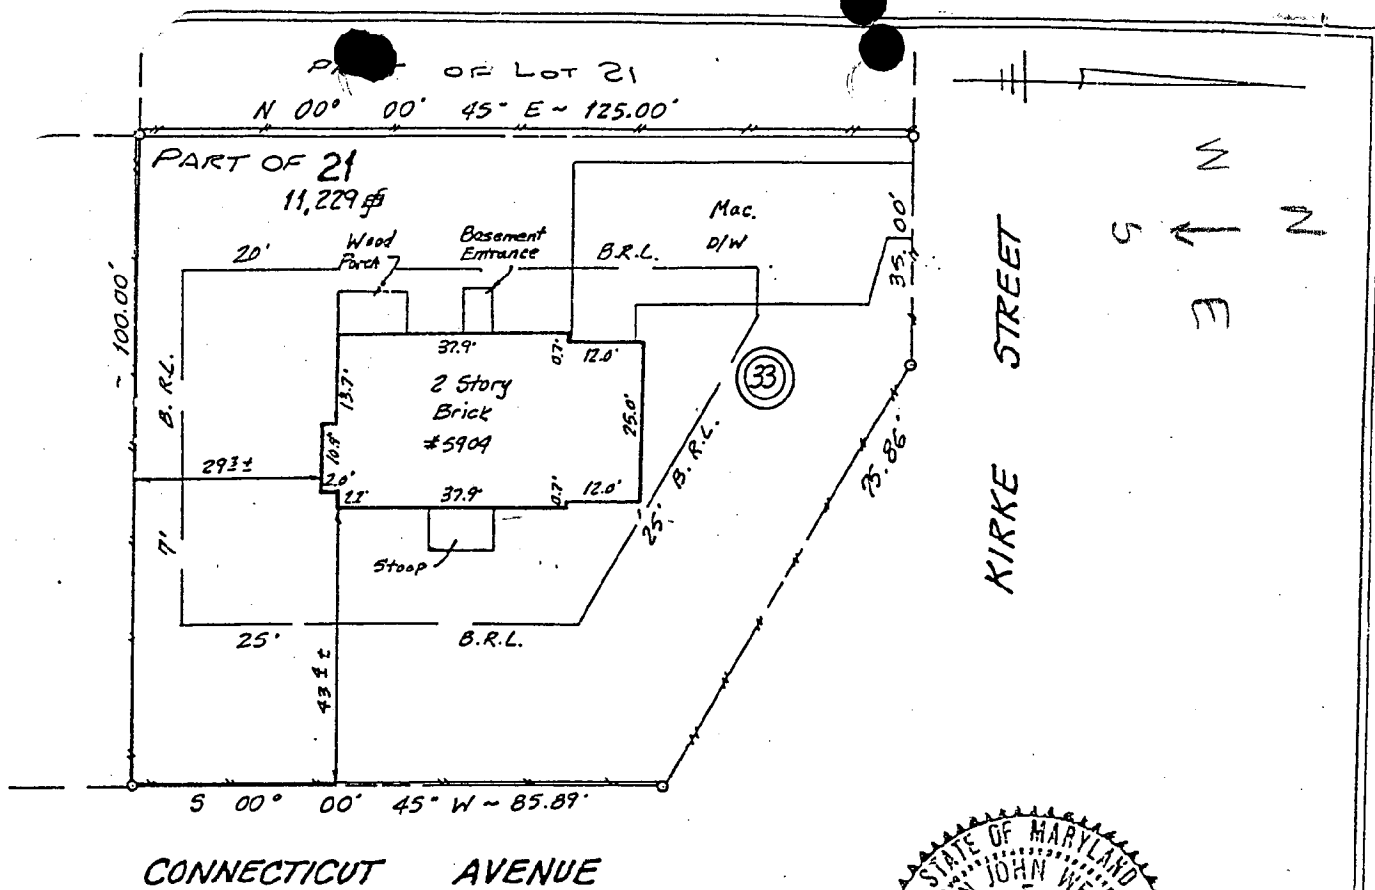 OF LOT 21
N 00° 00' 45" E ~ 125.00'
PART OF 21
11,229
~ 100.00'
20'
Wood
Porch
Basement
Entrance
B.R.L.
Mac.
D/W
35.00'
B.R.L.
7'
37.9'
0.7'
12.0'
13.7'
10.9'
2.0'
2.2'
2 Story
Brick
#5904
25.0'
37.9'
0.7'
12.0'
29 3 ±
33
Stoop
25' B.R.L.
75.86'
25'
B.R.L.
43 4 ±
S 00° 00' 45" W ~ 85.89'
CONNECTICUT AVENUE
KIRKE STREET
W
N
S
E
STATE OF MARYLAND
JOHN